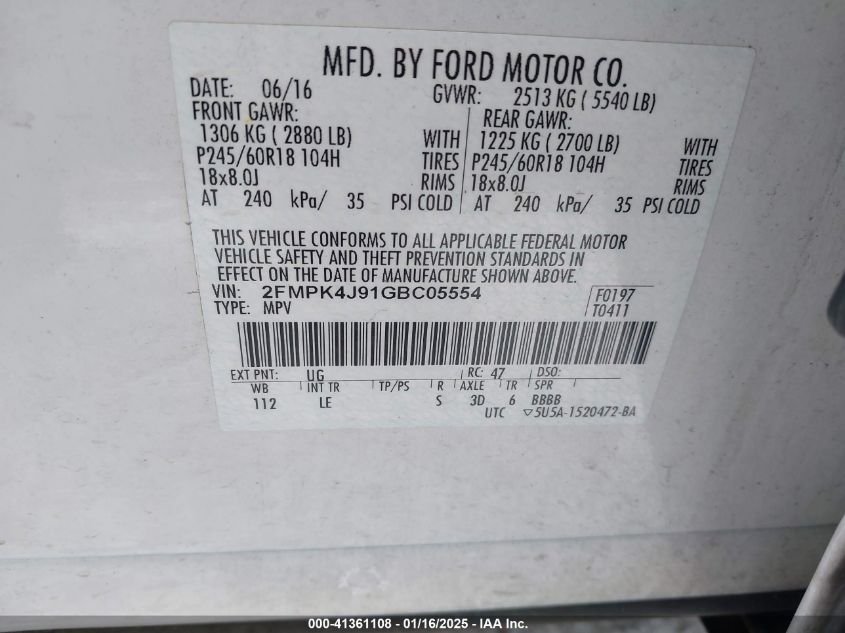 MFD. BY FORD MOTOR CO.
DATE: 06/16 GVWR: 2513 KG ( 5540 LB)
FRONT GAWR: REAR GAWR:
1306 KG ( 2880 LB) WITH 1225 KG ( 2700 LB) WITH
P245/60R18 104H TIRES P245/60R18 104H TIRES
18x8.0J RIMS 18x8.0J RIMS
AT 240 kPa/ 35 PSI COLD AT 240 kPa/ 35 PSI COLD
THIS VEHICLE CONFORMS TO ALL APPLICABLE FEDERAL MOTOR
VEHICLE SAFETY AND THEFT PREVENTION STANDARDS IN
EFFECT ON THE DATE OF MANUFACTURE SHOWN ABOVE.
VIN: 2FMPK4J91GBC05554 F0197
TYPE: MPV T0411
EXT PNT: UG RC: 47 DSO:
WB INT TR TP/PS R AXLE TR SPR
112 LE S 3D 6 BBBB
UTC ▽5U5A-1520472-BA
000-41361108 - 01/16/2025 - IAA Inc.